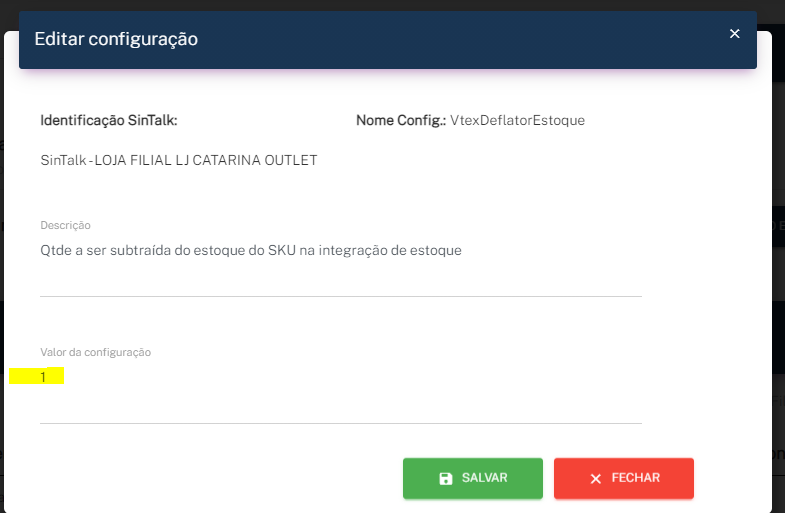 Editar configuração
Identificação SinTalk:
Nome Config.: VtexDeflatorEstoque
SinTalk - LOJA FILIAL LJ CATARINA OUTLET
Descrição
Qtde a ser subtraída do estoque do SKU na integração de estoque
Valor da configuração
1
SALVAR
FECHAR